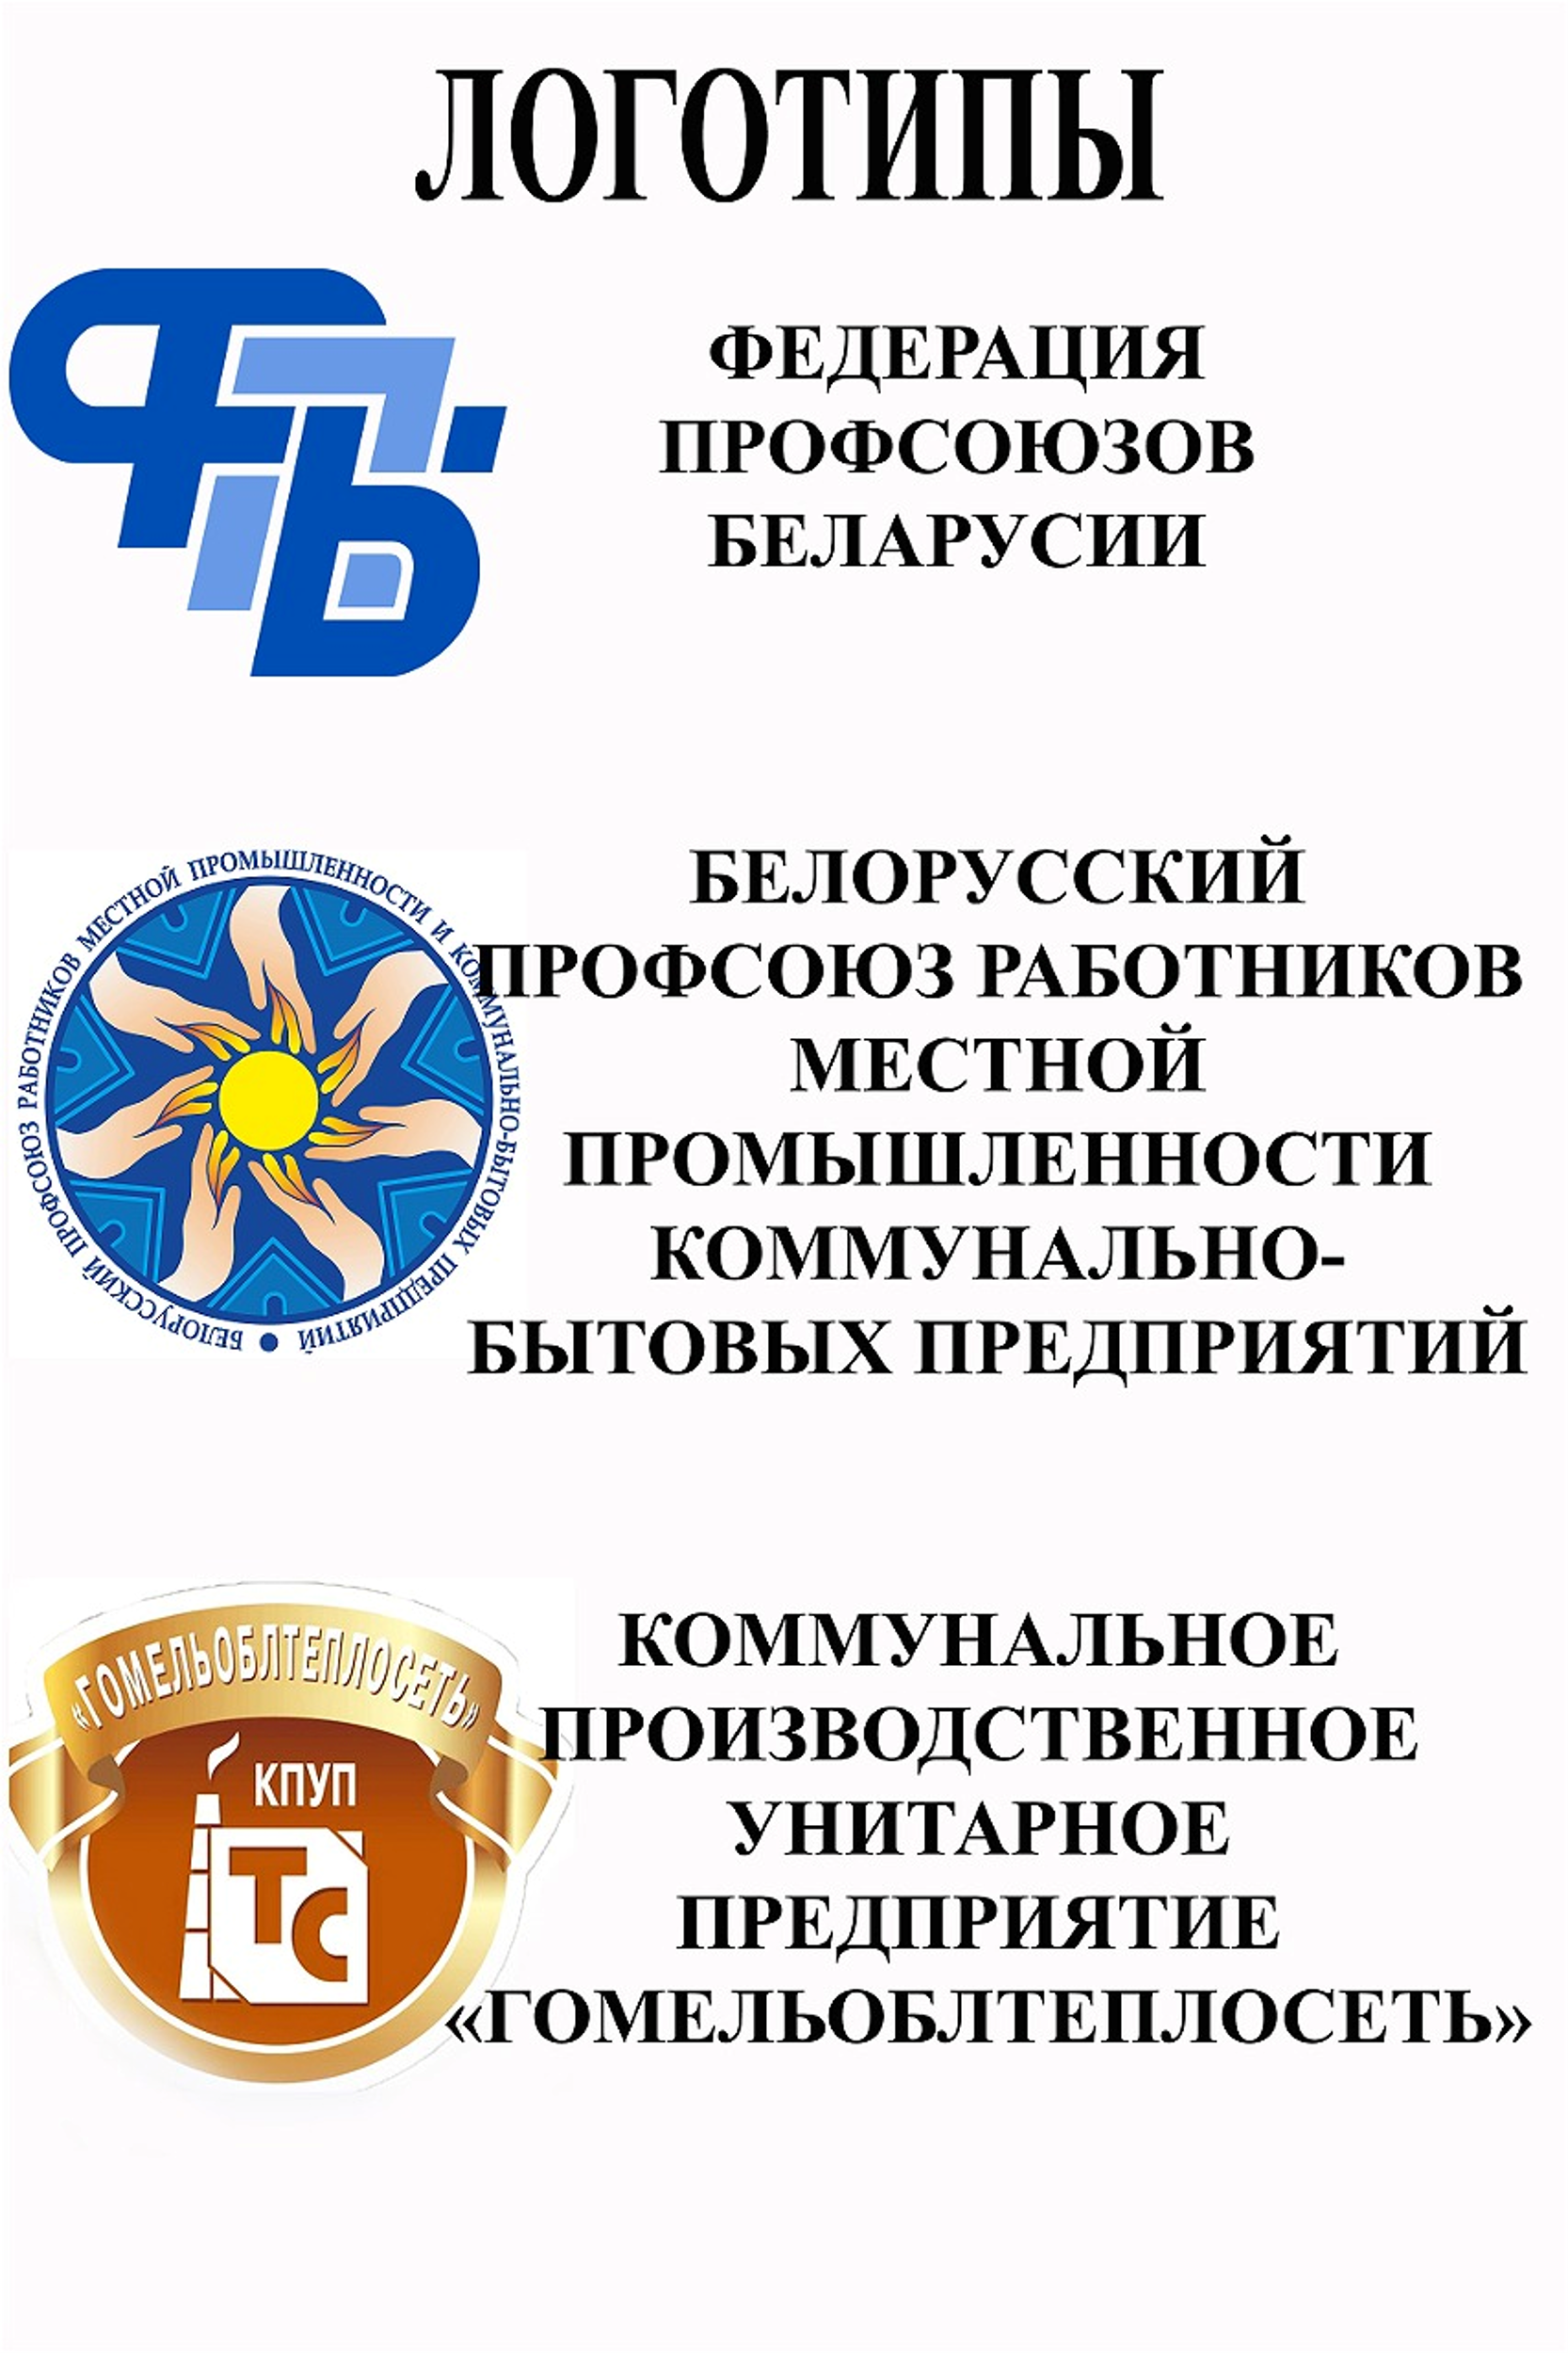 ЛОГОТИПЫ
ФПБ
ФЕДЕРАЦИЯ
ПРОФСОЮЗОВ
БЕЛАРУСИИ
БЕЛОРУССКИЙ ПРОФСОЮЗ РАБОТНИКОВ МЕСТНОЙ ПРОМЫШЛЕННОСТИ И КОММУНАЛЬНО-БЫТОВЫХ ПРЕДПРИЯТИЙ •
БЕЛОРУССКИЙ
ПРОФСОЮЗ РАБОТНИКОВ
МЕСТНОЙ
ПРОМЫШЛЕННОСТИ
КОММУНАЛЬНО-
БЫТОВЫХ ПРЕДПРИЯТИЙ
«ГОМЕЛЬОБЛТЕПЛОСЕТЬ»
КПУП
ТС
КОММУНАЛЬНОЕ
ПРОИЗВОДСТВЕННОЕ
УНИТАРНОЕ
ПРЕДПРИЯТИЕ
«ГОМЕЛЬОБЛТЕПЛОСЕТЬ»